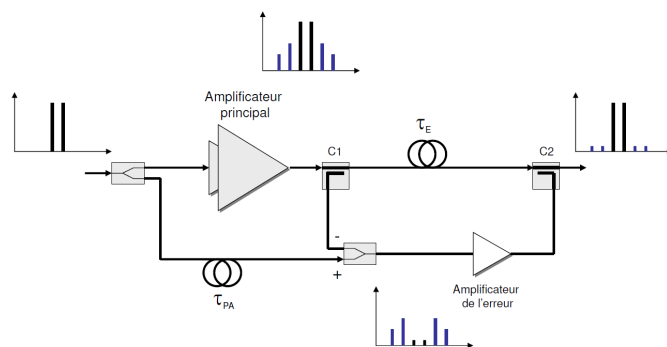 Amplificateur
principal
C1
τE
C2
-
+
τPA
Amplificateur
de l'erreur